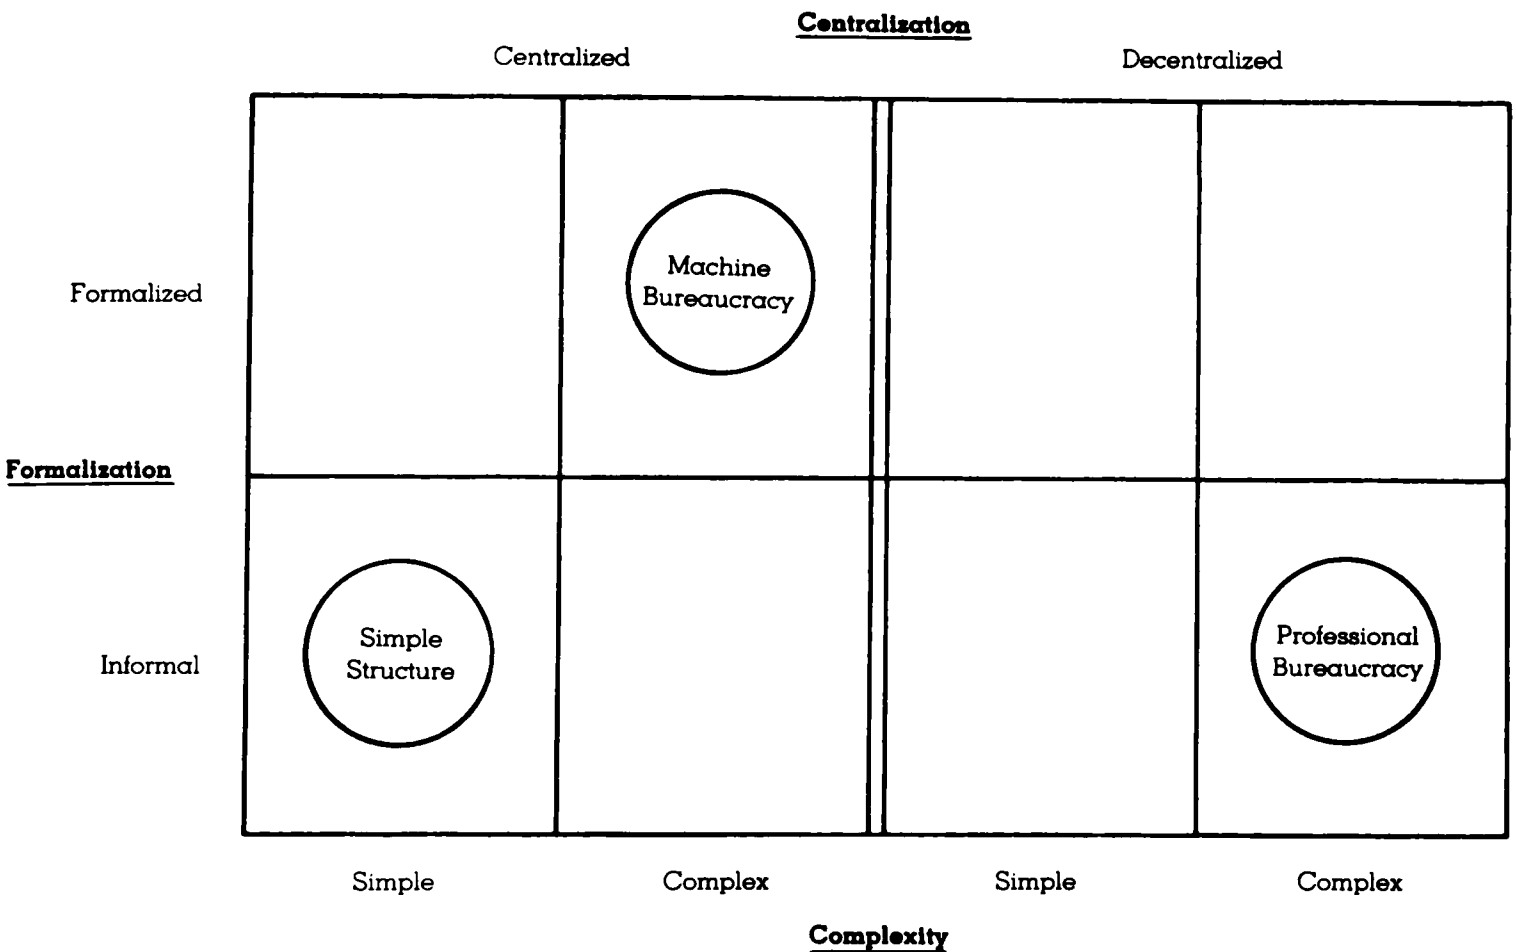 Centralization
Centralized
Decentralized
Machine
Bureaucracy
Formalized
Formalization
Simple
Structure
Professional
Bureaucracy
Informal
Simple
Complex
Simple
Complex
Complexity